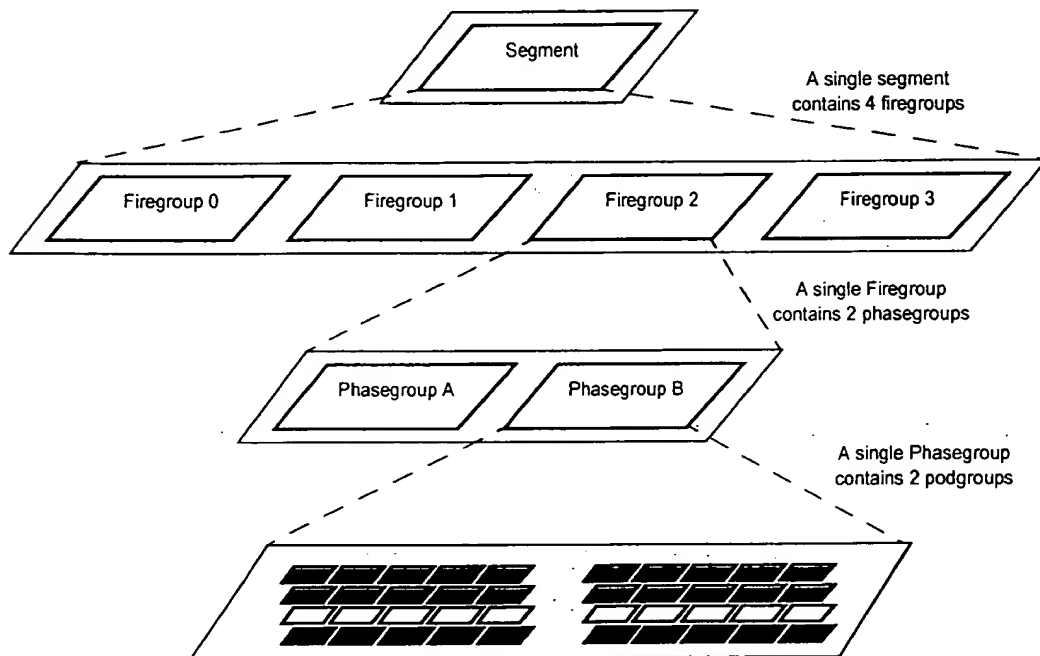 Segment
A single segment
contains 4 firegroups
Firegroup 0
Firegroup 1
Firegroup 2
Firegroup 3
A single Firegroup
contains 2 phasegroups
Phasegroup A
Phasegroup B
A single Phasegroup
contains 2 podgroups